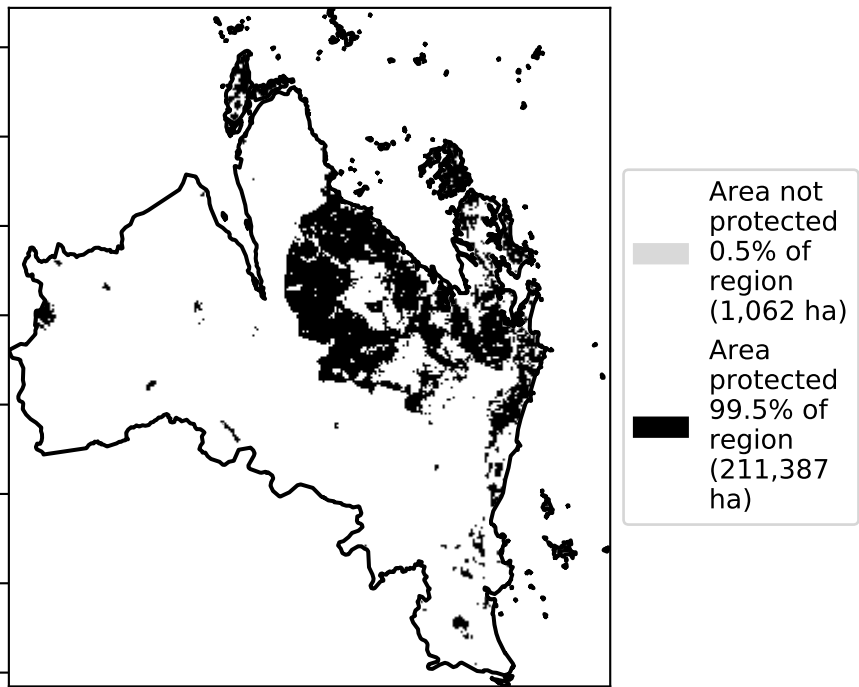 Area not
protected
0.5% of
region
(1,062 ha)
Area
protected
99.5% of
region
(211,387
ha)